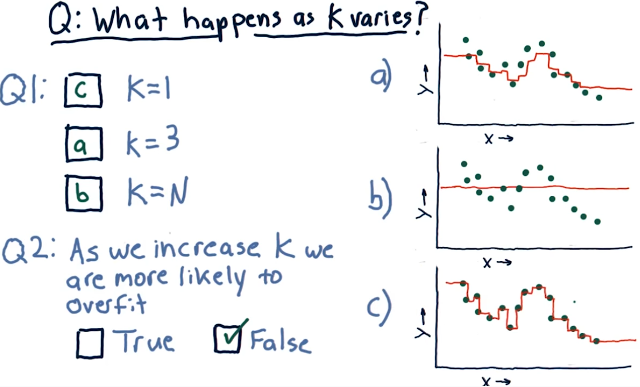 Q: What happens as K varies?
Q1: c K=1
a k=3
b K=N
Q2: As we increase K we
are more likely to
overfit
True False
a)
Y→
X→
b)
Y→
X→
c)
Y→
X→